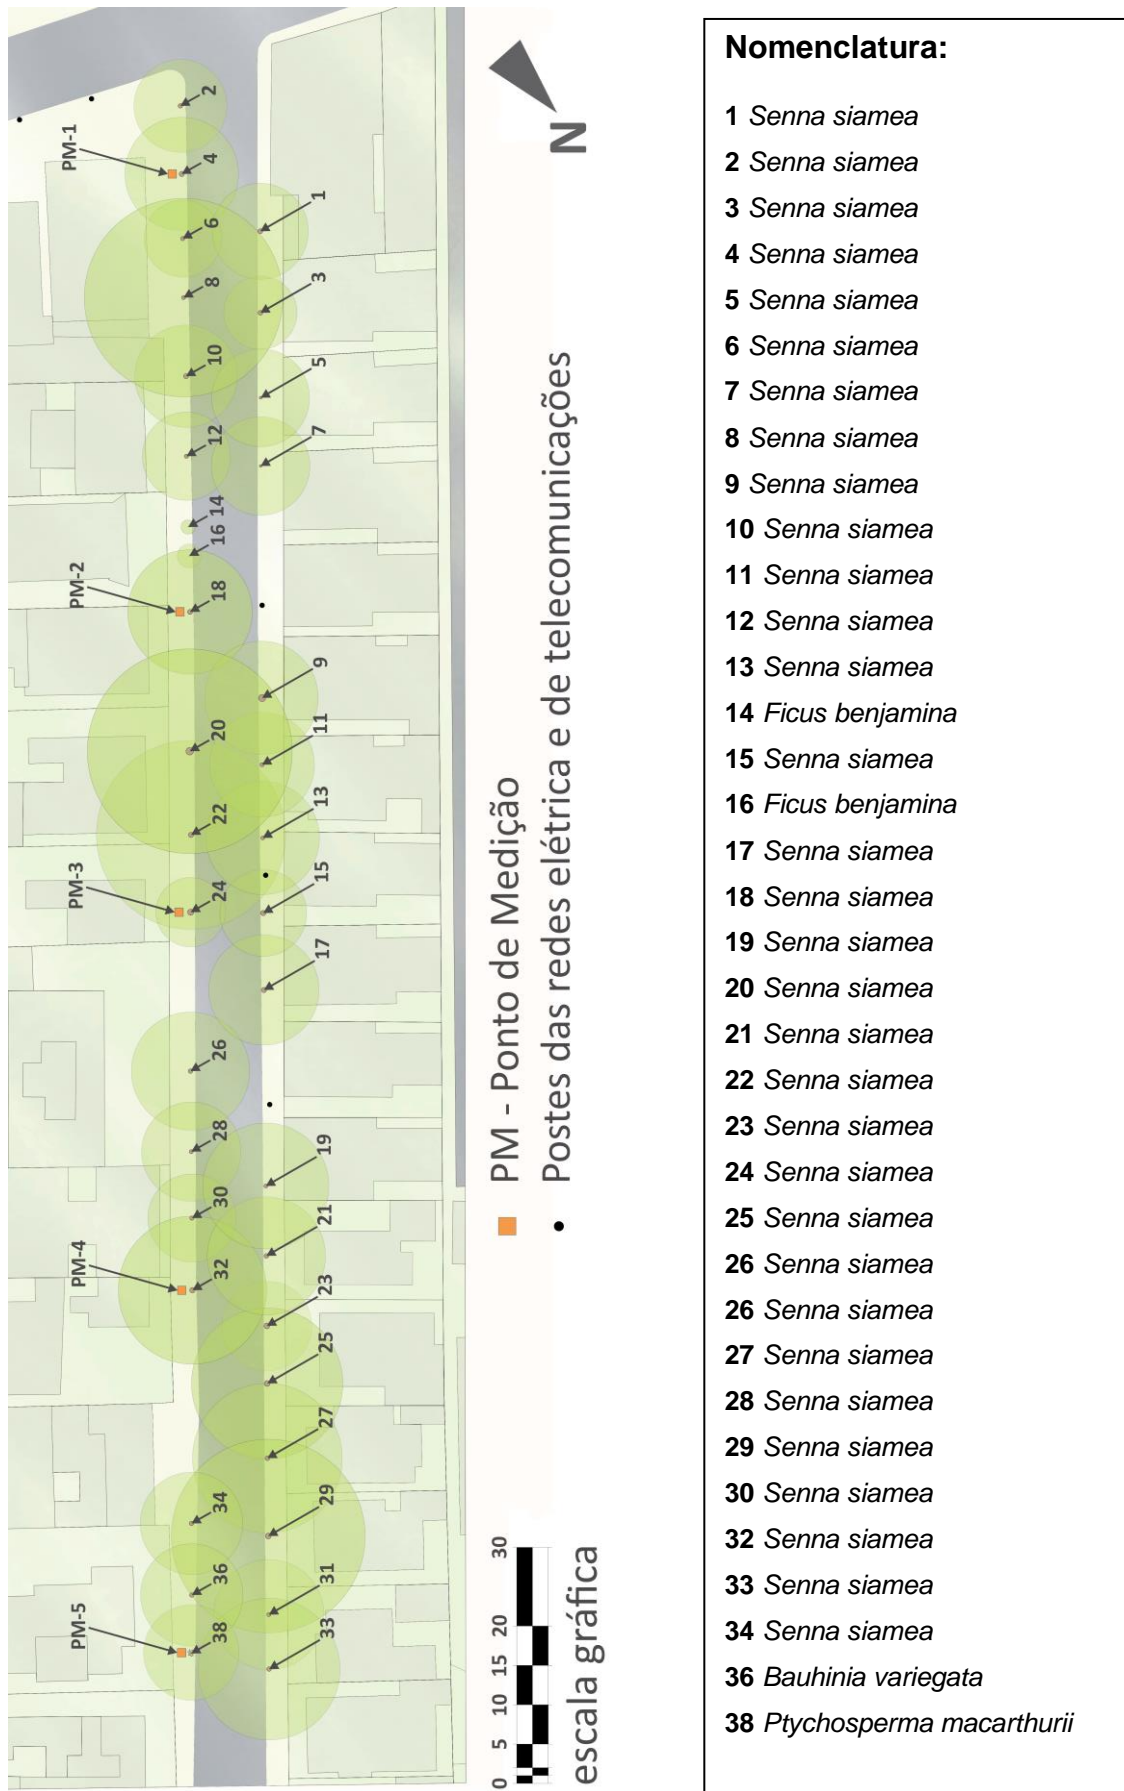 PM-1
2
4
1
6
3
8
10
5
12
7
14
16
PM-2
18
9
20
11
22
13
PM-3
24
15
17
26
28
19
30
21
PM-4
32
23
25
27
34
29
36
31
PM-5
38
33
N
PM - Ponto de Medição
Postes das redes elétrica e de telecomunicações
0 5 10 15 20 30
escala gráfica
Nomenclatura:
1 Senna siamea
2 Senna siamea
3 Senna siamea
4 Senna siamea
5 Senna siamea
6 Senna siamea
7 Senna siamea
8 Senna siamea
9 Senna siamea
10 Senna siamea
11 Senna siamea
12 Senna siamea
13 Senna siamea
14 Ficus benjamina
15 Senna siamea
16 Ficus benjamina
17 Senna siamea
18 Senna siamea
19 Senna siamea
20 Senna siamea
21 Senna siamea
22 Senna siamea
23 Senna siamea
24 Senna siamea
25 Senna siamea
26 Senna siamea
26 Senna siamea
27 Senna siamea
28 Senna siamea
29 Senna siamea
30 Senna siamea
32 Senna siamea
33 Senna siamea
34 Senna siamea
36 Bauhinia variegata
38 Ptychosperma macarthurii